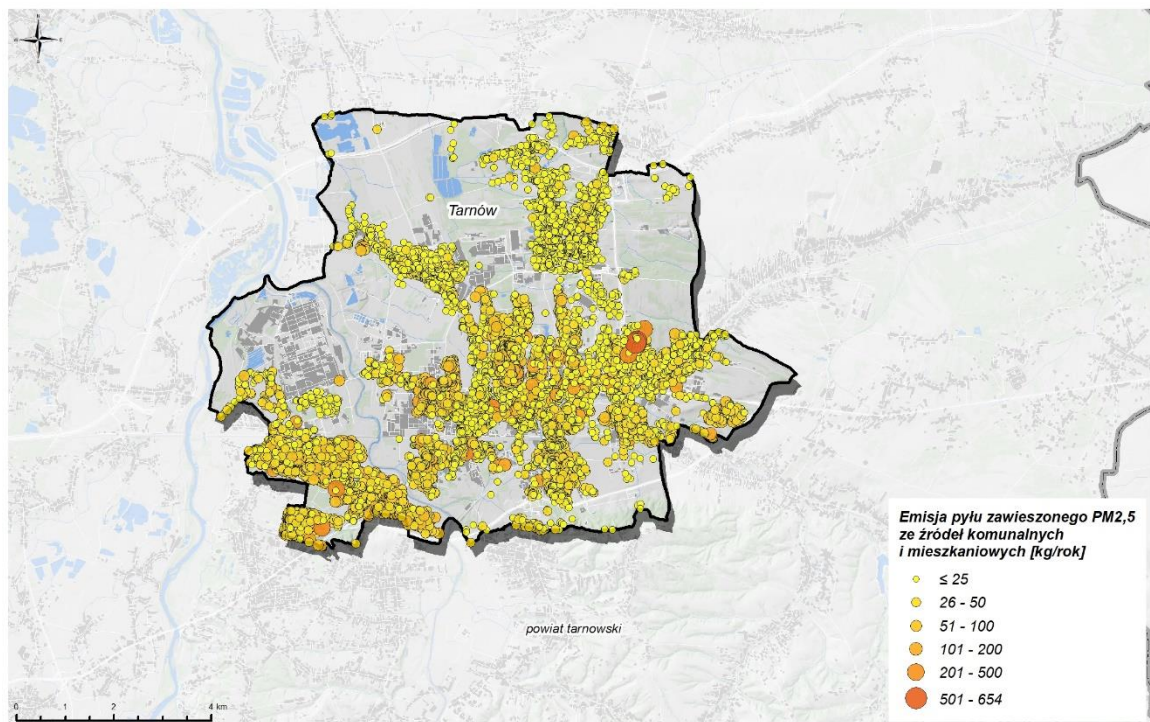 Tarnów
powiat tarnowski
Emisja pyłu zawieszonego PM2,5
ze źródeł komunalnych
i mieszkaniowych [kg/rok]
≤ 25
26 - 50
51 - 100
101 - 200
201 - 500
501 - 654
0 1 2 4 km